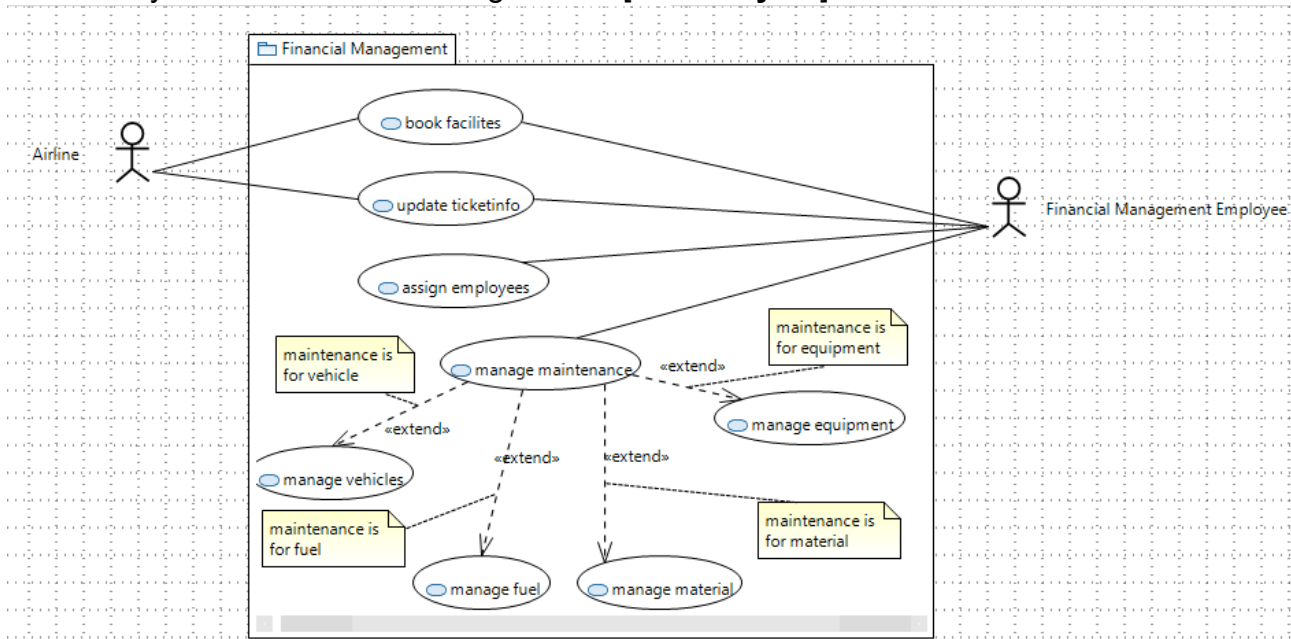 Financial Management
book facilites
Airline
update ticketinfo
Financial Management Employee
assign employees
maintenance is
for equipment
maintenance is
for vehicle
manage maintenance
«extend»
manage equipment
«extend»
«extend»
«extend»
manage vehicles
maintenance is
for fuel
maintenance is
for material
manage fuel
manage material